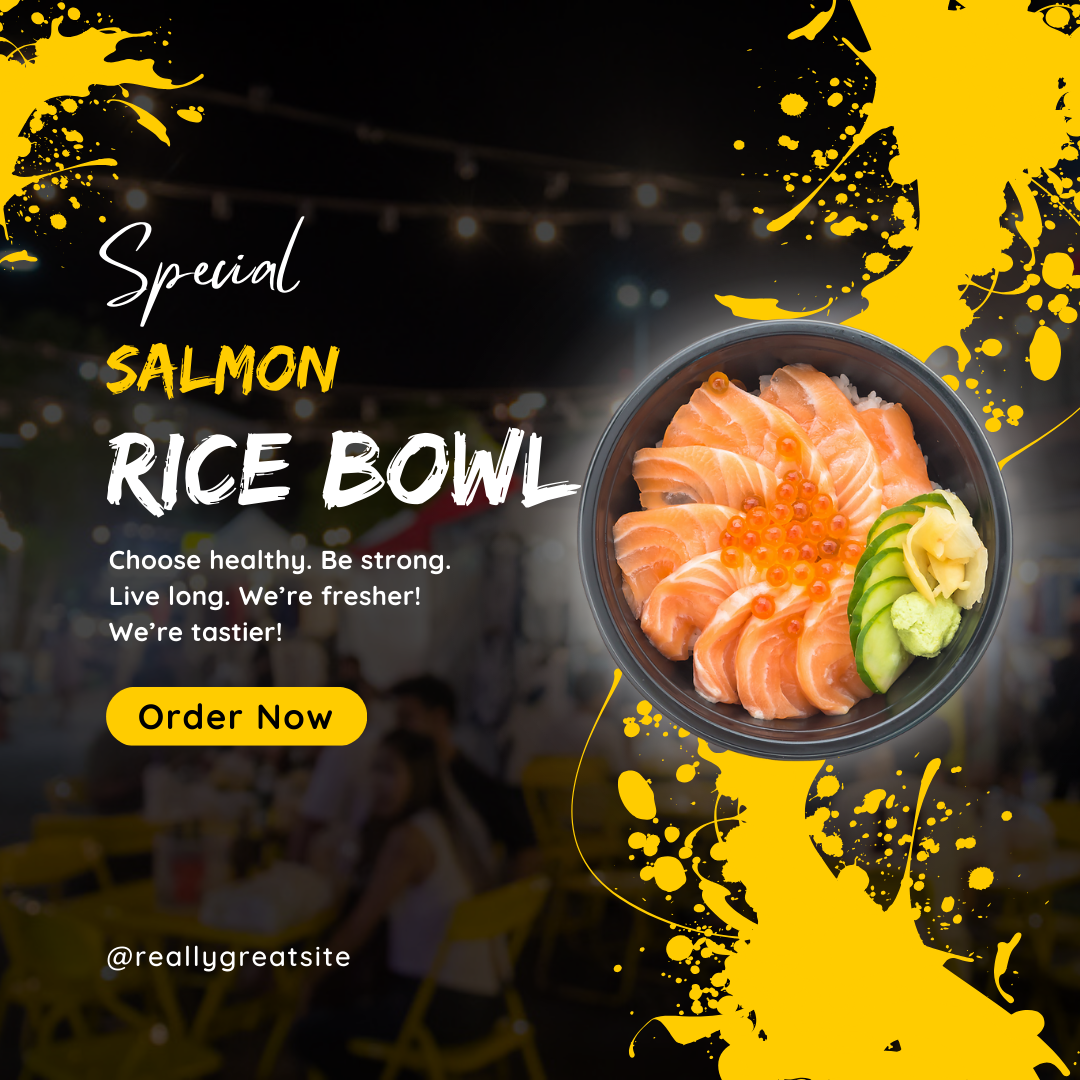 Special
SALMON
RICE BOWL
Choose healthy. Be strong.
Live long. We’re fresher!
We’re tastier!
Order Now
@reallygreatsite